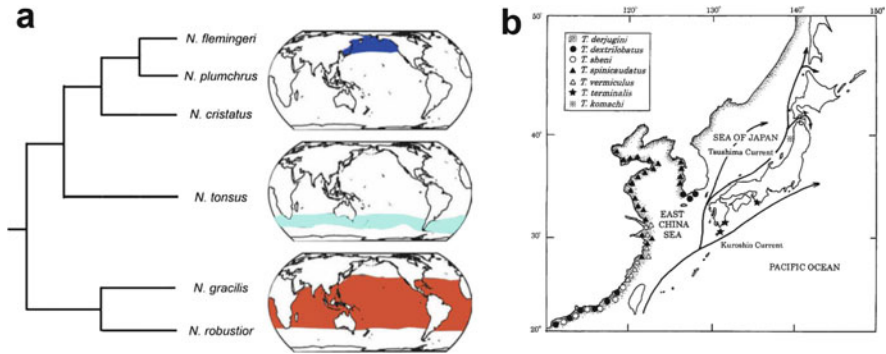 a
N. flemingeri
N. plumchrus
N. cristatus
N. tonsus
N. gracilis
N. robustior
b
120°
130°
140°
150°
50°
40°
30°
20°
T. derjugini
T. dextrilobatus
T. sheni
T. spinicaudatus
T. vermiculus
T. terminalis
T. komachi
SEA OF JAPAN
Tsushima Current
EAST
CHINA
SEA
Kuroshio Current
PACIFIC OCEAN